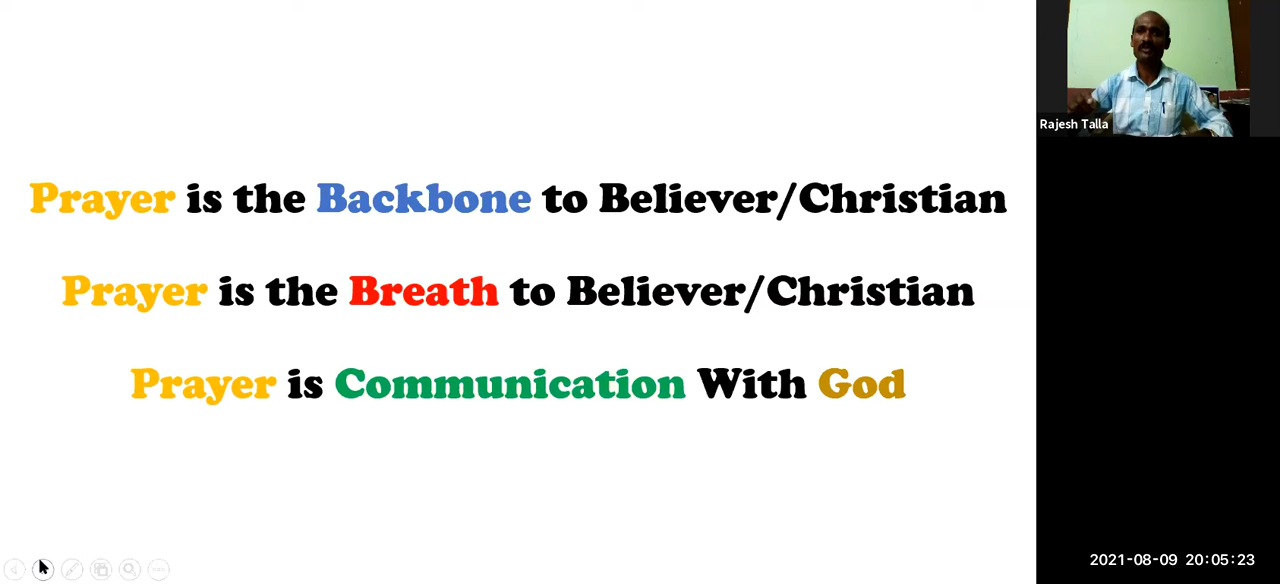 Prayer is the Backbone to Believer/Christian
Prayer is the Breath to Believer/Christian
Prayer is Communication With God
Rajesh Talla
2021-08-09 20:05:23